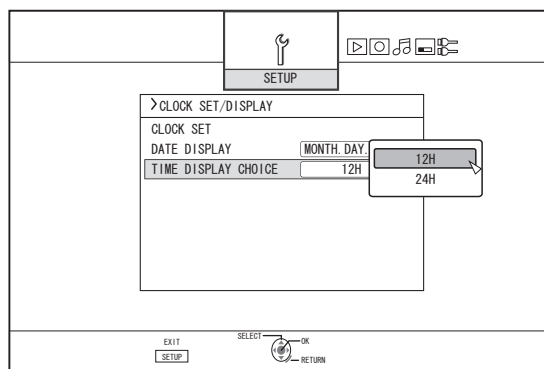 SETUP
>CLOCK SET/DISPLAY
CLOCK SET
DATE DISPLAY MONTH. DAY.
TIME DISPLAY CHOICE 12H
12H
24H
EXIT
SETUP
SELECT
OK
RETURN